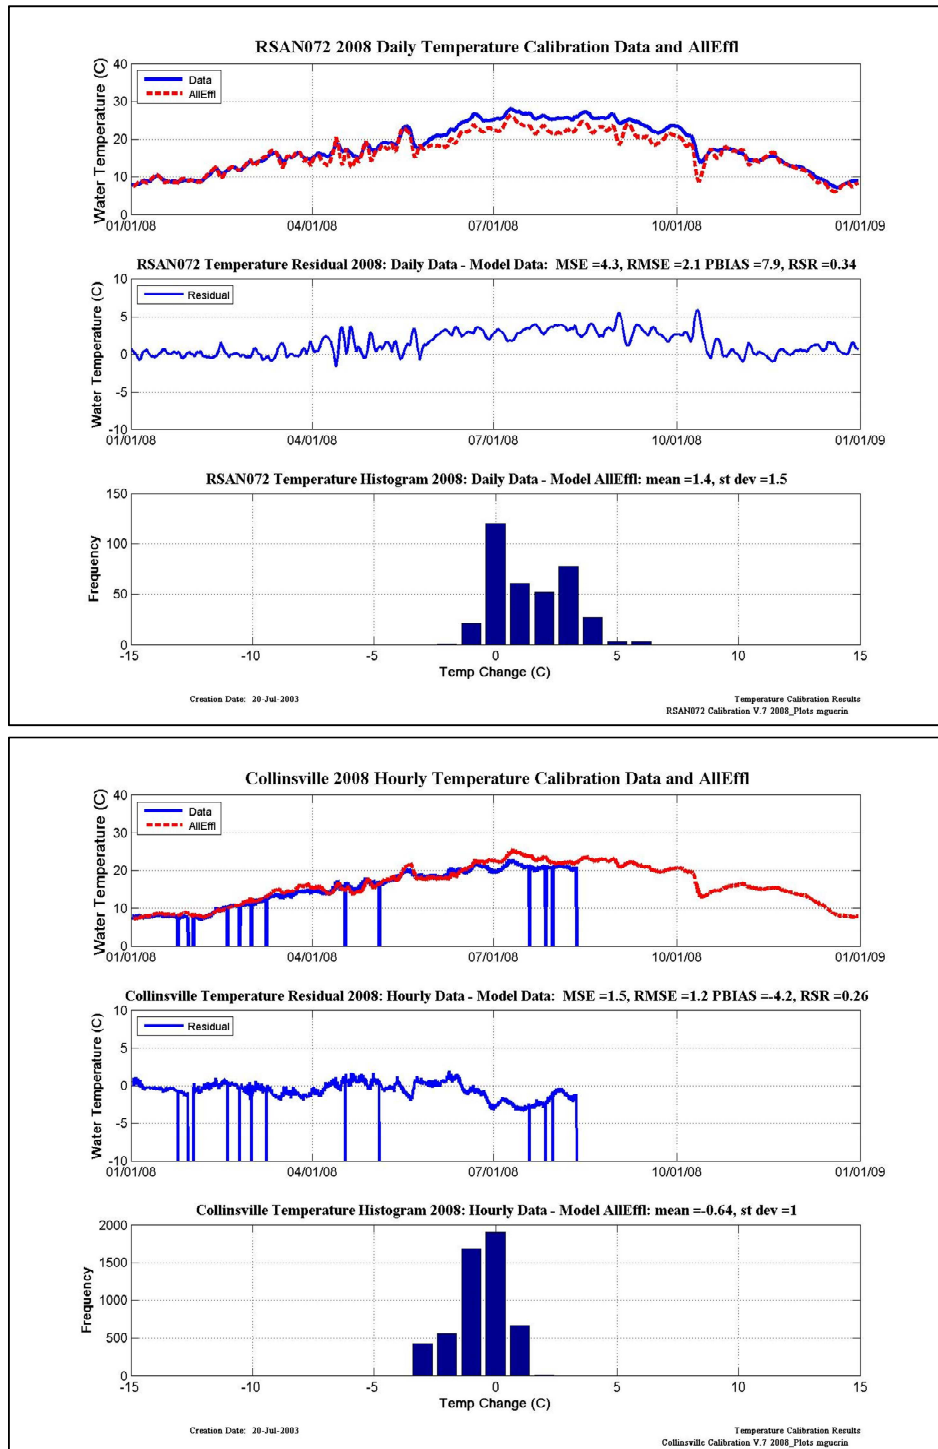 RSAN072 2008 Daily Temperature Calibration Data and AllEffl
Water Temperature (C)
40
30
20
10
0
Data
AllEffl
01/01/08 04/01/08 07/01/08 10/01/08 01/01/09
RSAN072 Temperature Residual 2008: Daily Data - Model Data: MSE =4.3, RMSE =2.1 PBIAS =7.9, RSR =0.34
Water Temperature (C)
10
5
0
-5
-10
Residual
01/01/08 04/01/08 07/01/08 10/01/08 01/01/09
RSAN072 Temperature Histogram 2008: Daily Data - Model AllEffl: mean =1.4, st dev =1.5
Frequency
150
100
50
0
-15 -10 -5 0 5 10 15
Temp Change (C)
Creation Date: 20-Jul-2003
Temperature Calibration Results
RSAN072 Calibration V.7 2008_Plots mguerin
Collinsville 2008 Hourly Temperature Calibration Data and AllEffl
Water Temperature (C)
40
30
20
10
0
Data
AllEffl
01/01/08 04/01/08 07/01/08 10/01/08 01/01/09
Collinsville Temperature Residual 2008: Hourly Data - Model Data: MSE =1.5, RMSE =1.2 PBIAS =-4.2, RSR =0.26
Water Temperature (C)
10
5
0
-5
-10
Residual
01/01/08 04/01/08 07/01/08 10/01/08 01/01/09
Collinsville Temperature Histogram 2008: Hourly Data - Model AllEffl: mean =-0.64, st dev =1
Frequency
2000
1500
1000
500
0
-15 -10 -5 0 5 10 15
Temp Change (C)
Creation Date: 20-Jul-2003
Temperature Calibration Results
Collinsville Calibration V.7 2008_Plots mguerin